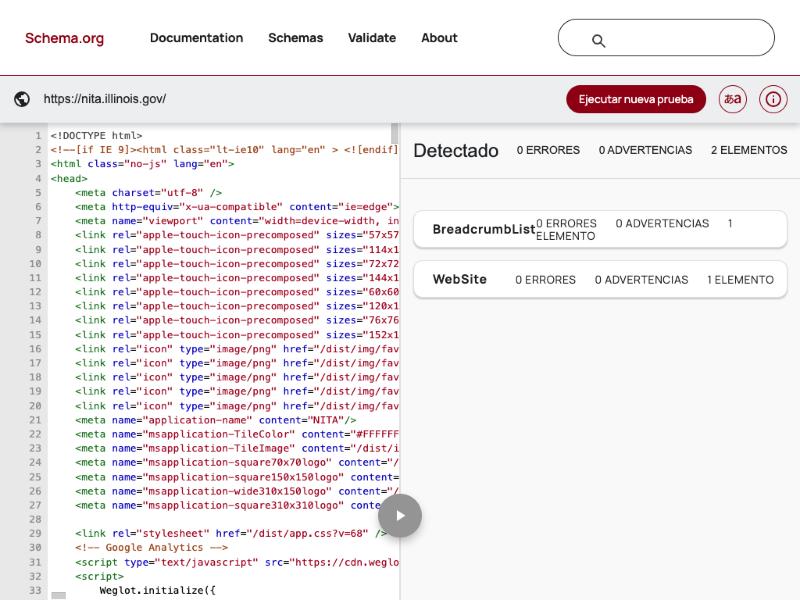 Schema.org
Documentation Schemas Validate About
https://nita.illinois.gov/
Ejecutar nueva prueba
あa
1 <!DOCTYPE html>
2 <!--[if IE 9]><html class="lt-ie10" lang="en" > <![endif]
3 <html class="no-js" lang="en">
4 <head>
5 <meta charset="utf-8" />
6 <meta http-equiv="x-ua-compatible" content="ie=edge">
7 <meta name="viewport" content="width=device-width, in
8 <link rel="apple-touch-icon-precomposed" sizes="57x57
9 <link rel="apple-touch-icon-precomposed" sizes="114x1
10 <link rel="apple-touch-icon-precomposed" sizes="72x72
11 <link rel="apple-touch-icon-precomposed" sizes="144x1
12 <link rel="apple-touch-icon-precomposed" sizes="60x60
13 <link rel="apple-touch-icon-precomposed" sizes="120x1
14 <link rel="apple-touch-icon-precomposed" sizes="76x76
15 <link rel="apple-touch-icon-precomposed" sizes="152x1
16 <link rel="icon" type="image/png" href="/dist/img/fav
17 <link rel="icon" type="image/png" href="/dist/img/fav
18 <link rel="icon" type="image/png" href="/dist/img/fav
19 <link rel="icon" type="image/png" href="/dist/img/fav
20 <link rel="icon" type="image/png" href="/dist/img/fav
21 <meta name="application-name" content="NITA"/>
22 <meta name="msapplication-TileColor" content="#FFFFFF
23 <meta name="msapplication-TileImage" content="/dist/i
24 <meta name="msapplication-square70x70logo" content="/
25 <meta name="msapplication-square150x150logo" content=
26 <meta name="msapplication-wide310x150logo" content="/
27 <meta name="msapplication-square310x310logo" conte
28
29 <link rel="stylesheet" href="/dist/app.css?v=68" />
30 <!-- Google Analytics -->
31 <script type="text/javascript" src="https://cdn.weglo
32 <script>
33 Weglot.initialize({
Detectado 0 ERRORES 0 ADVERTENCIAS 2 ELEMENTOS
BreadcrumbList 0 ERRORES 0 ADVERTENCIAS 1
ELEMENTO
WebSite 0 ERRORES 0 ADVERTENCIAS 1 ELEMENTO